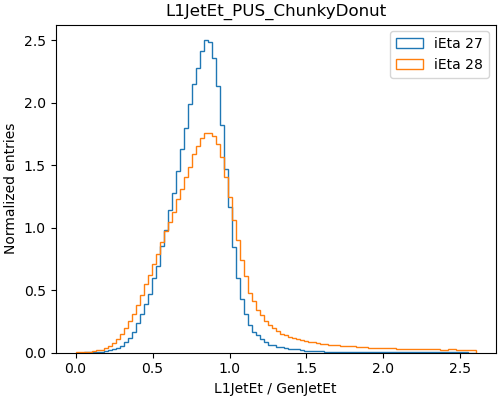 L1JetEt_PUS_ChunkyDonut
iEta 27
iEta 28
Normalized entries
2.5
2.0
1.5
1.0
0.5
0.0
0.0 0.5 1.0 1.5 2.0 2.5
L1JetEt / GenJetEt